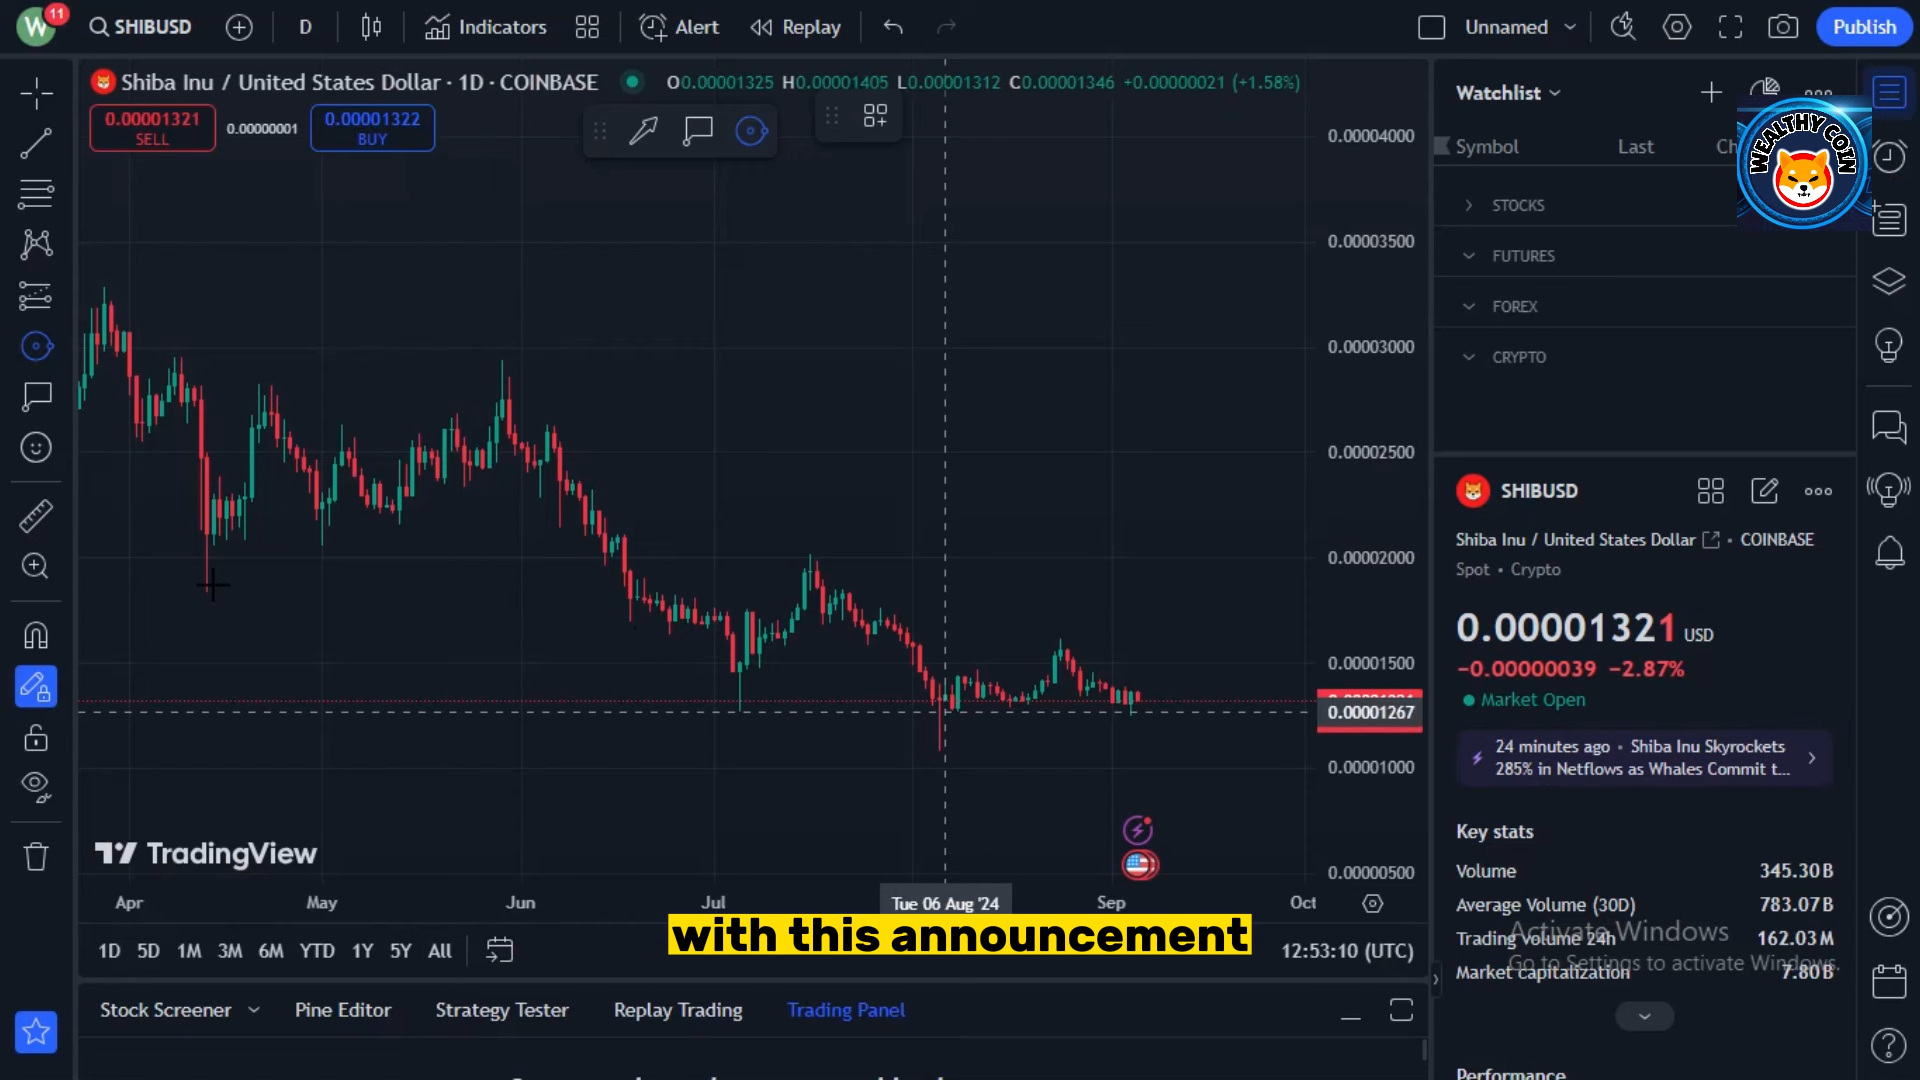 W 11 SHIBUSD D Indicators Alert Replay Unnamed Publish
Shiba Inu / United States Dollar · 1D · COINBASE O0.00001325 H0.00001405 L0.00001312 C0.00001346 +0.00000021 (+1.58%)
0.00001321
SELL
0.00000001
0.00001322
BUY
0.00004000
0.00003500
0.00003000
0.00002500
0.00002000
0.00001500
0.00001267
0.00001000
0.00000500
TradingView
Apr May Jun Jul Tue 06 Aug '24 Sep Oct
with this announcement
1D 5D 1M 3M 6M YTD 1Y 5Y All 12:53:10 (UTC)
Stock Screener Pine Editor Strategy Tester Replay Trading Trading Panel
Watchlist
WEALTHY COIN
Symbol Last Ch
STOCKS
FUTURES
FOREX
CRYPTO
SHIBUSD
Shiba Inu / United States Dollar • COINBASE
Spot • Crypto
0.00001321 USD
−0.00000039 −2.87%
Market Open
24 minutes ago • Shiba Inu Skyrockets
285% in Netflows as Whales Commit t...
Key stats
Volume 345.30B
Average Volume (30D) 783.07B
Trading volume 24h 162.03M
Market capitalization 7.80B
Activate Windows
Go to Settings to activate Windows.
Performance